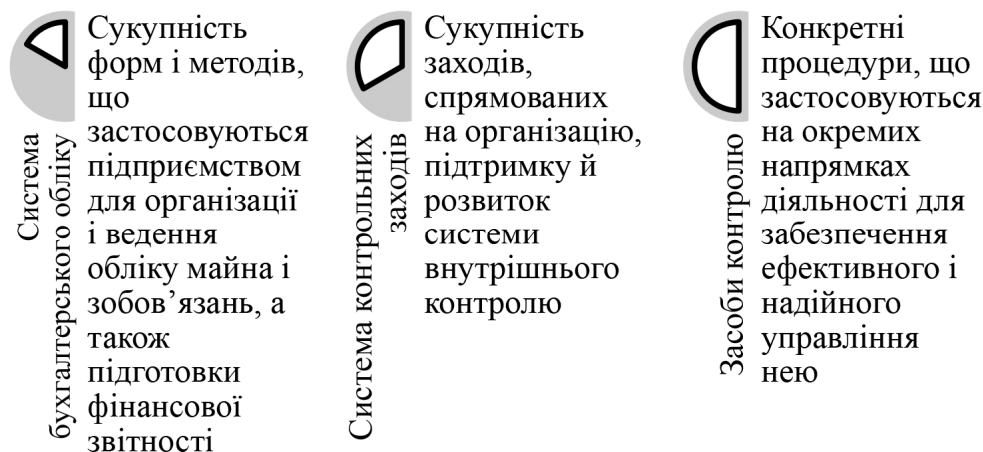 Система
бухгалтерського обліку
Сукупність
форм і методів,
що
застосовуються
підприємством
для організації
і ведення
обліку майна і
зобов’язань, а
також
підготовки
фінансової
звітності
Система контрольних
заходів
Сукупність
заходів,
спрямованих
на організацію,
підтримку й
розвиток
системи
внутрішнього
контролю
Засоби контролю
Конкретні
процедури, що
застосовуються
на окремих
напрямках
діяльності для
забезпечення
ефективного і
надійного
управління
нею